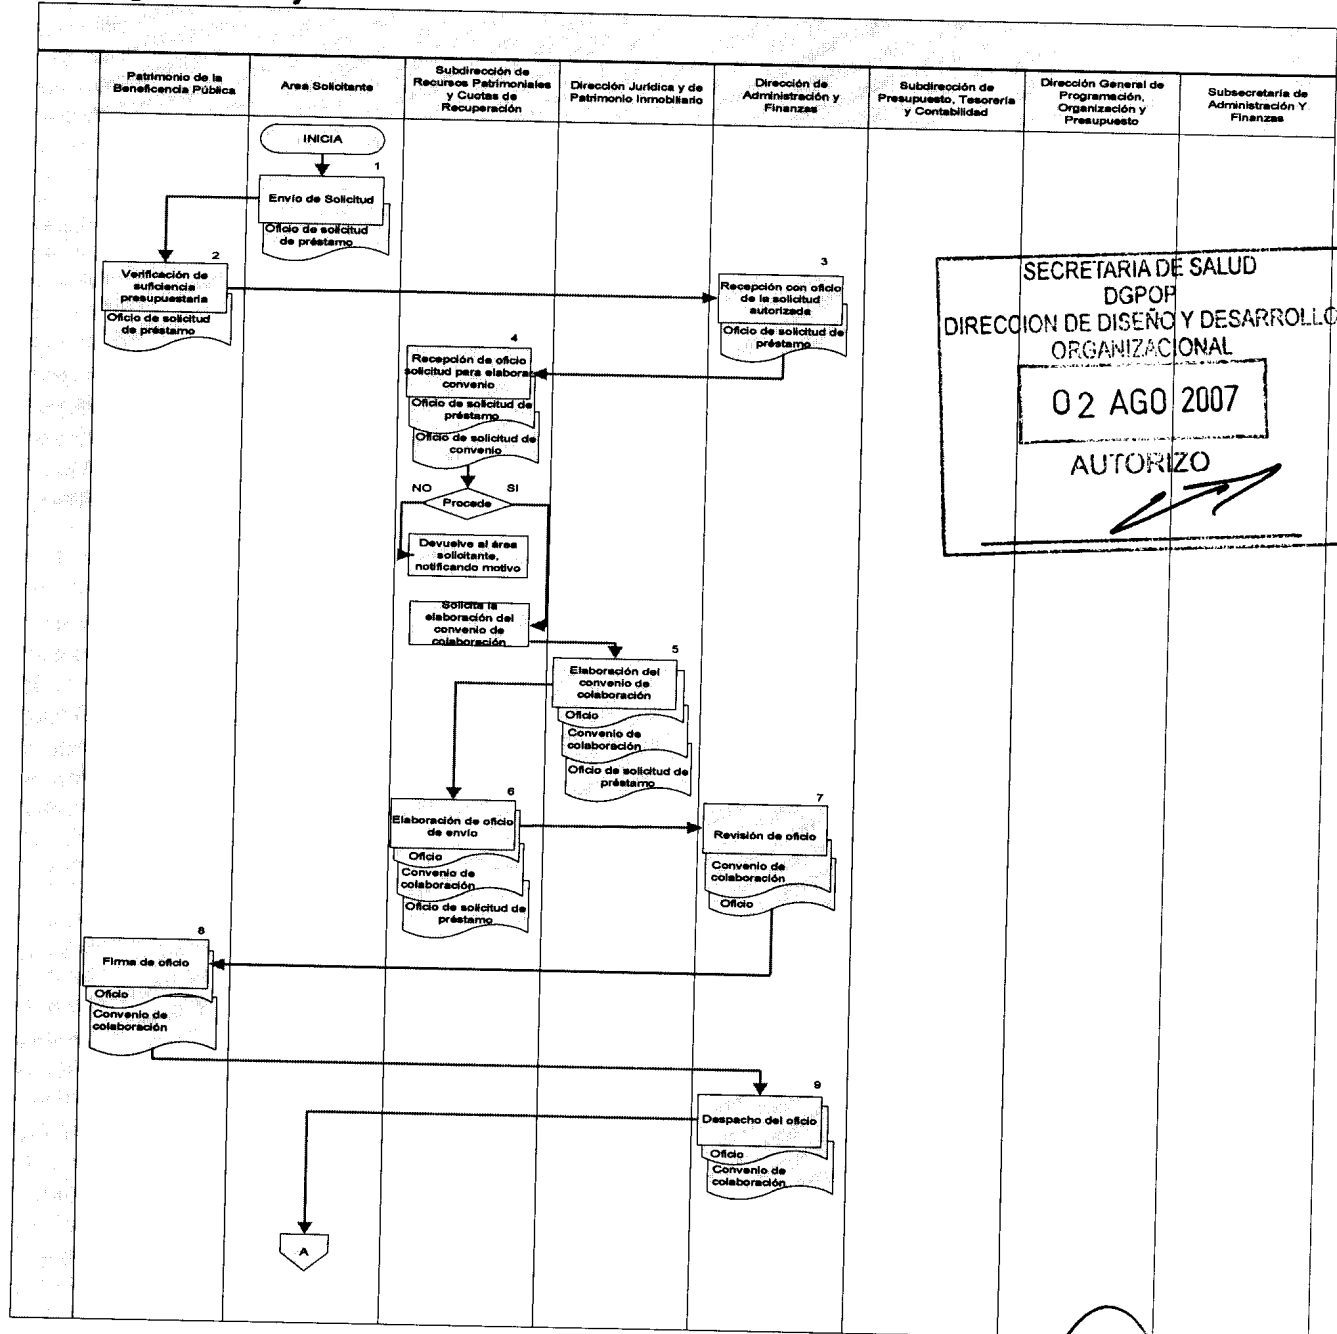 Patrimonio de la
Beneficencia Pública
Area Solicitante
Subdirección de
Recursos Patrimoniales
y Cuotas de
Recuperación
Dirección Jurídica y de
Patrimonio Inmobiliario
Dirección de
Administración y
Finanzas
Subdirección de
Presupuesto, Tesorería
y Contabilidad
Dirección General de
Programación,
Organización y
Presupuesto
Subsecretaría de
Administración Y
Finanzas
INICIA
1
Envío de Solicitud
Oficio de solicitud
de préstamo
2
Verificación de
suficiencia
presupuestaria
Oficio de solicitud
de préstamo
3
Recepción con oficio
de la solicitud
autorizada
Oficio de solicitud de
préstamo
SECRETARIA DE SALUD
DGPOP
DIRECCION DE DISEÑO Y DESARROLLO
ORGANIZACIONAL
02 AGO 2007
AUTORIZO
4
Recepción de oficio
solicitud para elaborar
convenio
Oficio de solicitud de
préstamo
Oficio de solicitud de
convenio
NO
SI
Procede
Devuelve al área
solicitante,
notificando motivo
Solicita la
elaboración del
convenio de
colaboración
5
Elaboración del
convenio de
colaboración
Oficio
Convenio de
colaboración
Oficio de solicitud de
préstamo
6
Elaboración de oficio
de envío
Oficio
Convenio de
colaboración
Oficio de solicitud de
préstamo
7
Revisión de oficio
Convenio de
colaboración
Oficio
8
Firma de oficio
Oficio
Convenio de
colaboración
9
Despacho del oficio
Oficio
Convenio de
colaboración
A